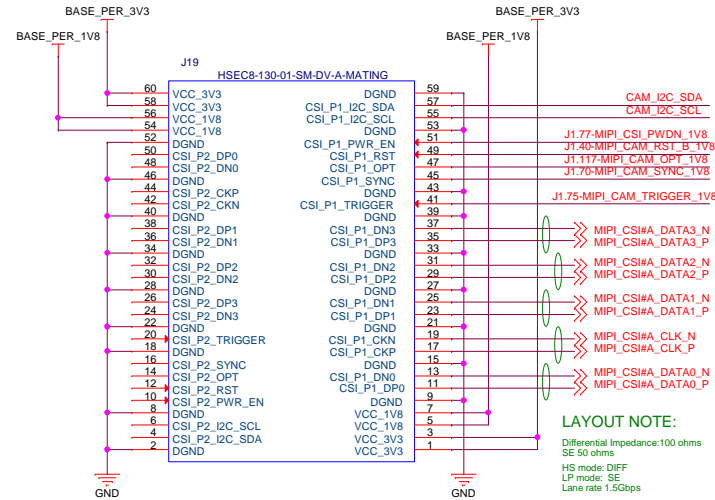 BASE_PER_3V3
BASE_PER_1V8
BASE_PER_3V3
BASE_PER_1V8
J19
HSEC8-130-01-SM-DV-A-MATING
60 VCC_3V3 DGND 59
58 VCC_3V3 CSI_P1_I2C_SDA 57 CAM_I2C_SDA
56 VCC_1V8 CSI_P1_I2C_SCL 55 CAM_I2C_SCL
54 VCC_1V8 DGND 53
52 DGND CSI_P1_PWR_EN 51 J1.77-MIPI_CSI_PWDN_1V8
50 CSI_P2_DP0 CSI_P1_RST 49 J1.40-MIPI_CAM_RST_B_1V8
48 CSI_P2_DN0 CSI_P1_OPT 47 J1.117-MIPI_CAM_OPT_1V8
46 DGND CSI_P1_SYNC 45 J1.70-MIPI_CAM_SYNC_1V8
44 CSI_P2_CKP DGND 43
42 CSI_P2_CKN CSI_P1_TRIGGER 41 J1.75-MIPI_CAM_TRIGGER_1V8
40 DGND DGND 39
38 CSI_P2_DP1 CSI_P1_DN3 37 MIPI_CSI#A_DATA3_N
36 CSI_P2_DN1 CSI_P1_DP3 35 MIPI_CSI#A_DATA3_P
34 DGND DGND 33
32 CSI_P2_DP2 CSI_P1_DN2 31 MIPI_CSI#A_DATA2_N
30 CSI_P2_DN2 CSI_P1_DP2 29 MIPI_CSI#A_DATA2_P
28 DGND DGND 27
26 CSI_P2_DP3 CSI_P1_DN1 25 MIPI_CSI#A_DATA1_N
24 CSI_P2_DN3 CSI_P1_DP1 23 MIPI_CSI#A_DATA1_P
22 DGND DGND 21
20 CSI_P2_TRIGGER CSI_P1_CKN 19 MIPI_CSI#A_CLK_N
18 DGND CSI_P1_CKP 17 MIPI_CSI#A_CLK_P
16 CSI_P2_SYNC DGND 15
14 CSI_P2_OPT CSI_P1_DN0 13 MIPI_CSI#A_DATA0_N
12 CSI_P2_RST CSI_P1_DP0 11 MIPI_CSI#A_DATA0_P
10 CSI_P2_PWR_EN DGND 9
8 DGND VCC_1V8 7
6 CSI_P2_I2C_SCL VCC_1V8 5
4 CSI_P2_I2C_SDA VCC_3V3 3
2 DGND VCC_3V3 1
GND
GND
LAYOUT NOTE:
Differential Impedance:100 ohms
SE 50 ohms
HS mode: DIFF
LP mode: SE
Lane rate 1.5Gbps